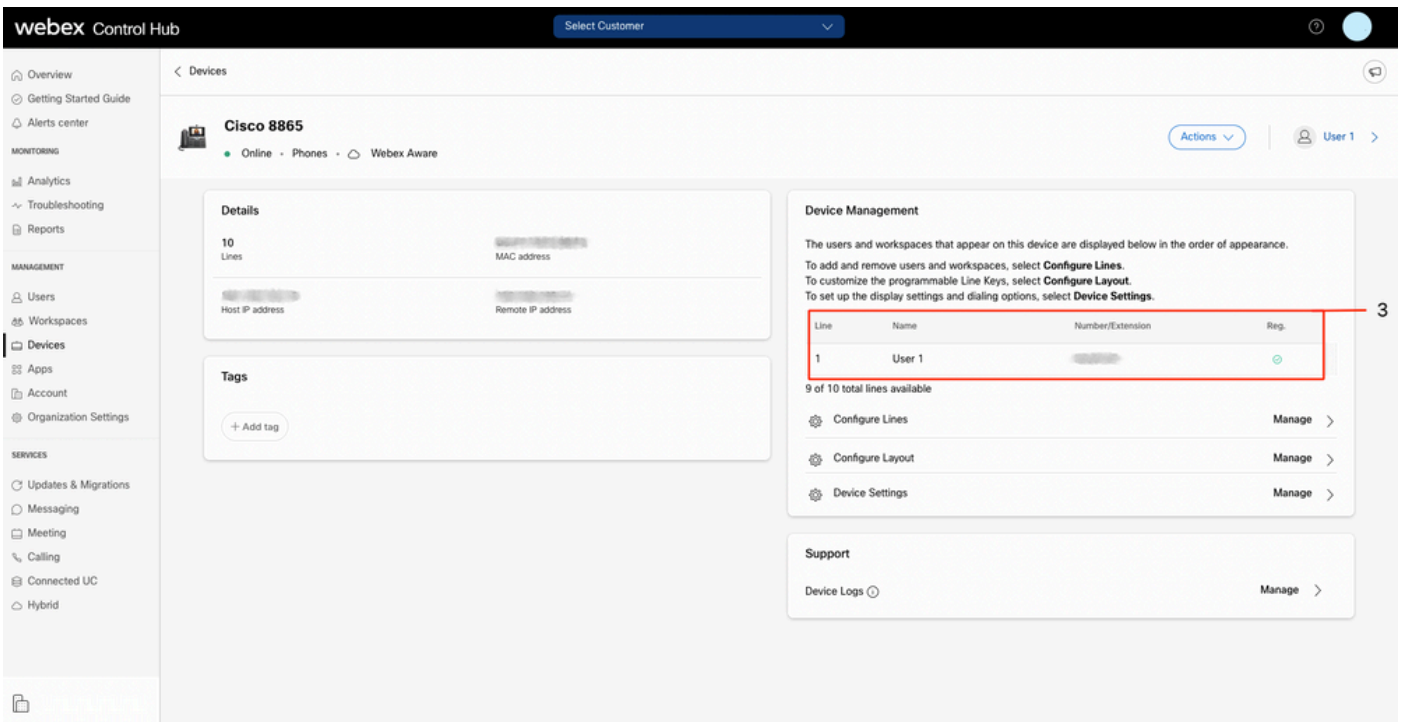 webex Control Hub
Select Customer
Overview
Getting Started Guide
Alerts center
MONITORING
Analytics
Troubleshooting
Reports
MANAGEMENT
Users
Workspaces
Devices
Apps
Account
Organization Settings
SERVICES
Updates & Migrations
Messaging
Meeting
Calling
Connected UC
Hybrid
Devices
Cisco 8865
Online • Phones • Webex Aware
Actions
User 1
Details
10
Lines
MAC address
Host IP address
Remote IP address
Tags
+ Add tag
Device Management
The users and workspaces that appear on this device are displayed below in the order of appearance.
To add and remove users and workspaces, select Configure Lines.
To customize the programmable Line Keys, select Configure Layout.
To set up the display settings and dialing options, select Device Settings.
Line Name Number/Extension Reg.
1 User 1
3
9 of 10 total lines available
Configure Lines Manage
Configure Layout Manage
Device Settings Manage
Support
Device Logs Manage